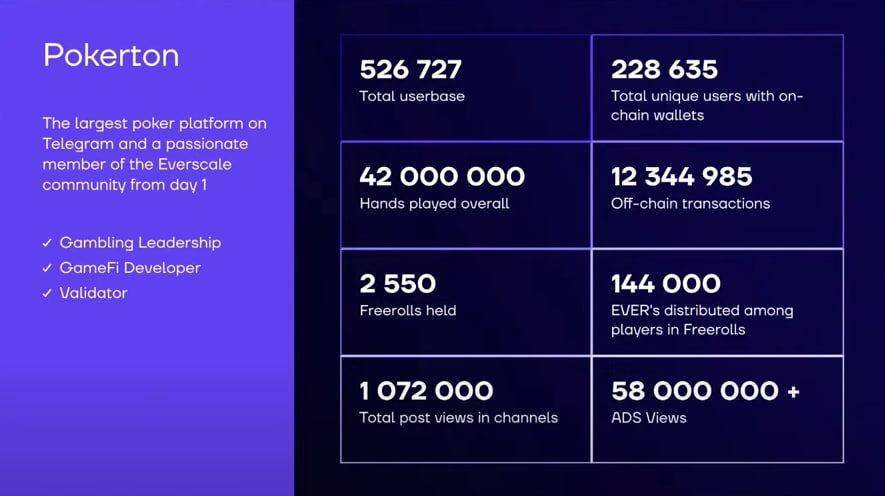 Pokerton
The largest poker platform on
Telegram and a passionate
member of the Everscale
community from day 1
✓ Gambling Leadership
✓ GameFi Developer
✓ Validator
526 727
Total userbase
228 635
Total unique users with on-
chain wallets
42 000 000
Hands played overall
12 344 985
Off-chain transactions
2 550
Freerolls held
144 000
EVER's distributed among
players in Freerolls
1 072 000
Total post views in channels
58 000 000 +
ADS Views